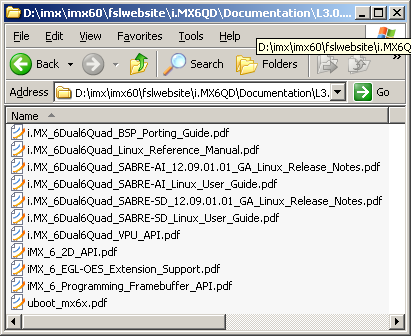 D:\imx\imx60\fslwebsite\i.MX6QD\Documentation\L3.0....
File Edit View Favorites Tools Help
D:\imx\imx60\fslwebsite\i.MX6Q
Back Search Folders
Address D:\imx\imx60\fslwebsite\i.MX6QD\Documentation\L3 Go
Name
i.MX_6Dual6Quad_BSP_Porting_Guide.pdf
i.MX_6Dual6Quad_Linux_Reference_Manual.pdf
i.MX_6Dual6Quad_SABRE-AI_12.09.01.01_GA_Linux_Release_Notes.pdf
i.MX_6Dual6Quad_SABRE-AI_Linux_User_Guide.pdf
i.MX_6Dual6Quad_SABRE-SD_12.09.01.01_GA_Linux_Release_Notes.pdf
i.MX_6Dual6Quad_SABRE-SD_Linux_User_Guide.pdf
i.MX_6Dual6Quad_VPU_API.pdf
iMX_6_2D_API.pdf
iMX_6_EGL-OES_Extension_Support.pdf
iMX_6_Programming_Framebuffer_API.pdf
uboot_mx6x.pdf